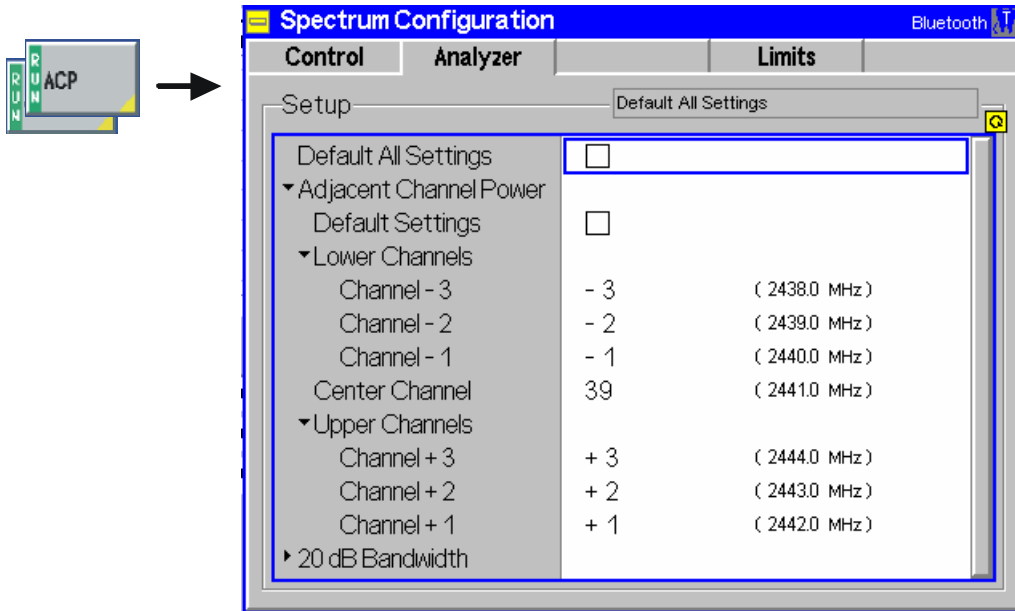 RUN
RUN
ACP
Spectrum Configuration
Bluetooth
Control
Analyzer
Limits
Setup
Default All Settings
Default All Settings
Adjacent Channel Power
Default Settings
Lower Channels
Channel - 3 - 3 ( 2438.0 MHz )
Channel - 2 - 2 ( 2439.0 MHz )
Channel - 1 - 1 ( 2440.0 MHz )
Center Channel 39 ( 2441.0 MHz )
Upper Channels
Channel + 3 + 3 ( 2444.0 MHz )
Channel + 2 + 2 ( 2443.0 MHz )
Channel + 1 + 1 ( 2442.0 MHz )
20 dB Bandwidth